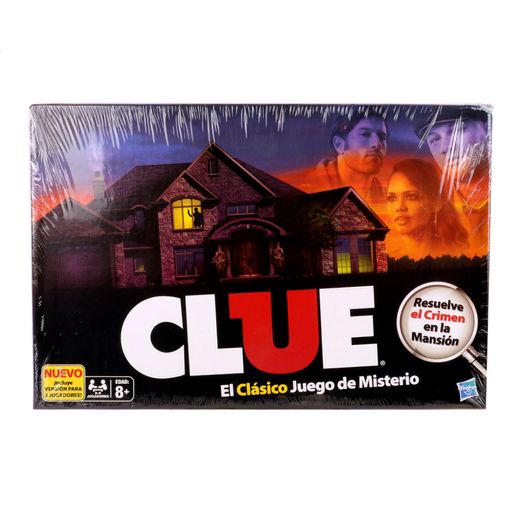 CLUE
El Clásico Juego de Misterio
Resuelve
el Crimen
en la
Mansión
NUEVO
¡Incluye
VERSIÓN PARA
2 JUGADORES!
JUGADORES
EDAD:
8+
Hasbro